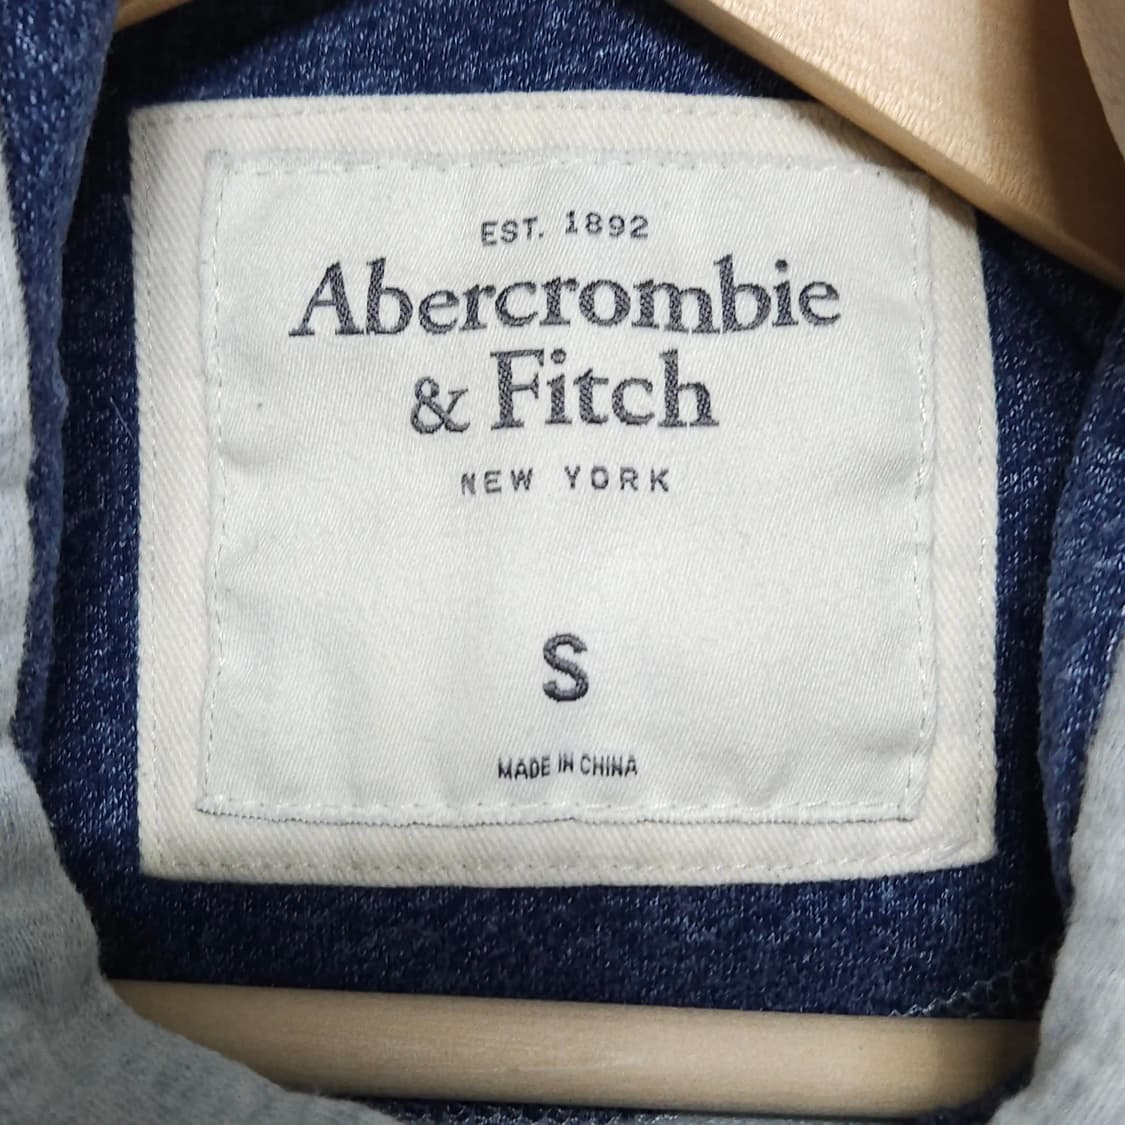 EST. 1892
Abercrombie
& Fitch
NEW YORK
S
MADE IN CHINA